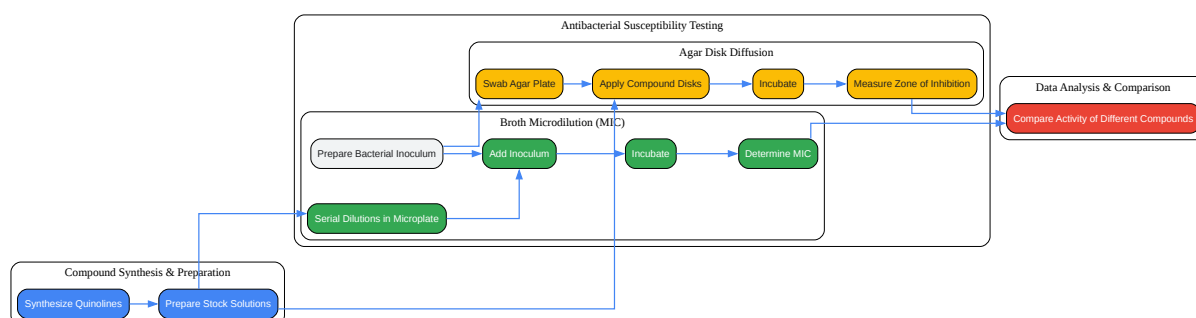 Antibacterial Susceptibility Testing
Agar Disk Diffusion
Swab Agar Plate
Apply Compound Disks
Incubate
Measure Zone of Inhibition
Data Analysis & Comparison
Compare Activity of Different Compounds
Broth Microdilution (MIC)
Prepare Bacterial Inoculum
Add Inoculum
Incubate
Determine MIC
Serial Dilutions in Microplate
Compound Synthesis & Preparation
Synthesize Quinolines
Prepare Stock Solutions